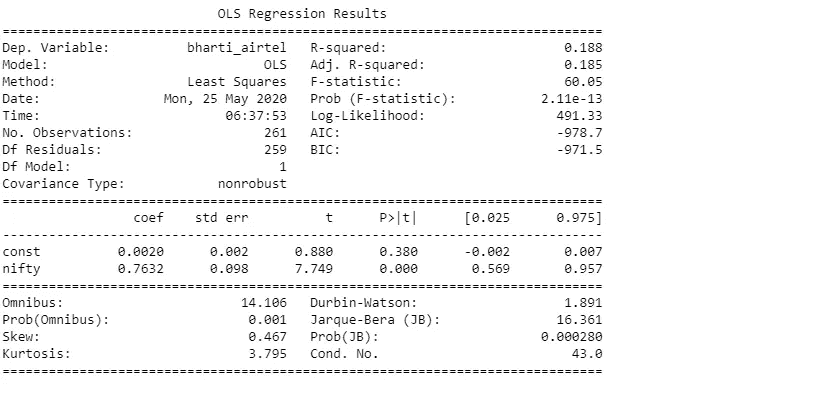 OLS Regression Results
==============================================================================
Dep. Variable:          bharti_airtel   R-squared:                       0.188
Model:                            OLS   Adj. R-squared:                  0.185
Method:                 Least Squares   F-statistic:                     60.05
Date:                Mon, 25 May 2020   Prob (F-statistic):           2.11e-13
Time:                        06:37:53   Log-Likelihood:                 491.33
No. Observations:                 261   AIC:                            -978.7
Df Residuals:                     259   BIC:                            -971.5
Df Model:                           1
Covariance Type:            nonrobust
==============================================================================
                 coef    std err          t      P>|t|      [0.025      0.975]
------------------------------------------------------------------------------
const          0.0020      0.002      0.880      0.380      -0.002       0.007
nifty          0.7632      0.098      7.749      0.000       0.569       0.957
==============================================================================
Omnibus:                       14.106   Durbin-Watson:                   1.891
Prob(Omnibus):                  0.001   Jarque-Bera (JB):               16.361
Skew:                           0.467   Prob(JB):                     0.000280
Kurtosis:                       3.795   Cond. No.                         43.0
==============================================================================